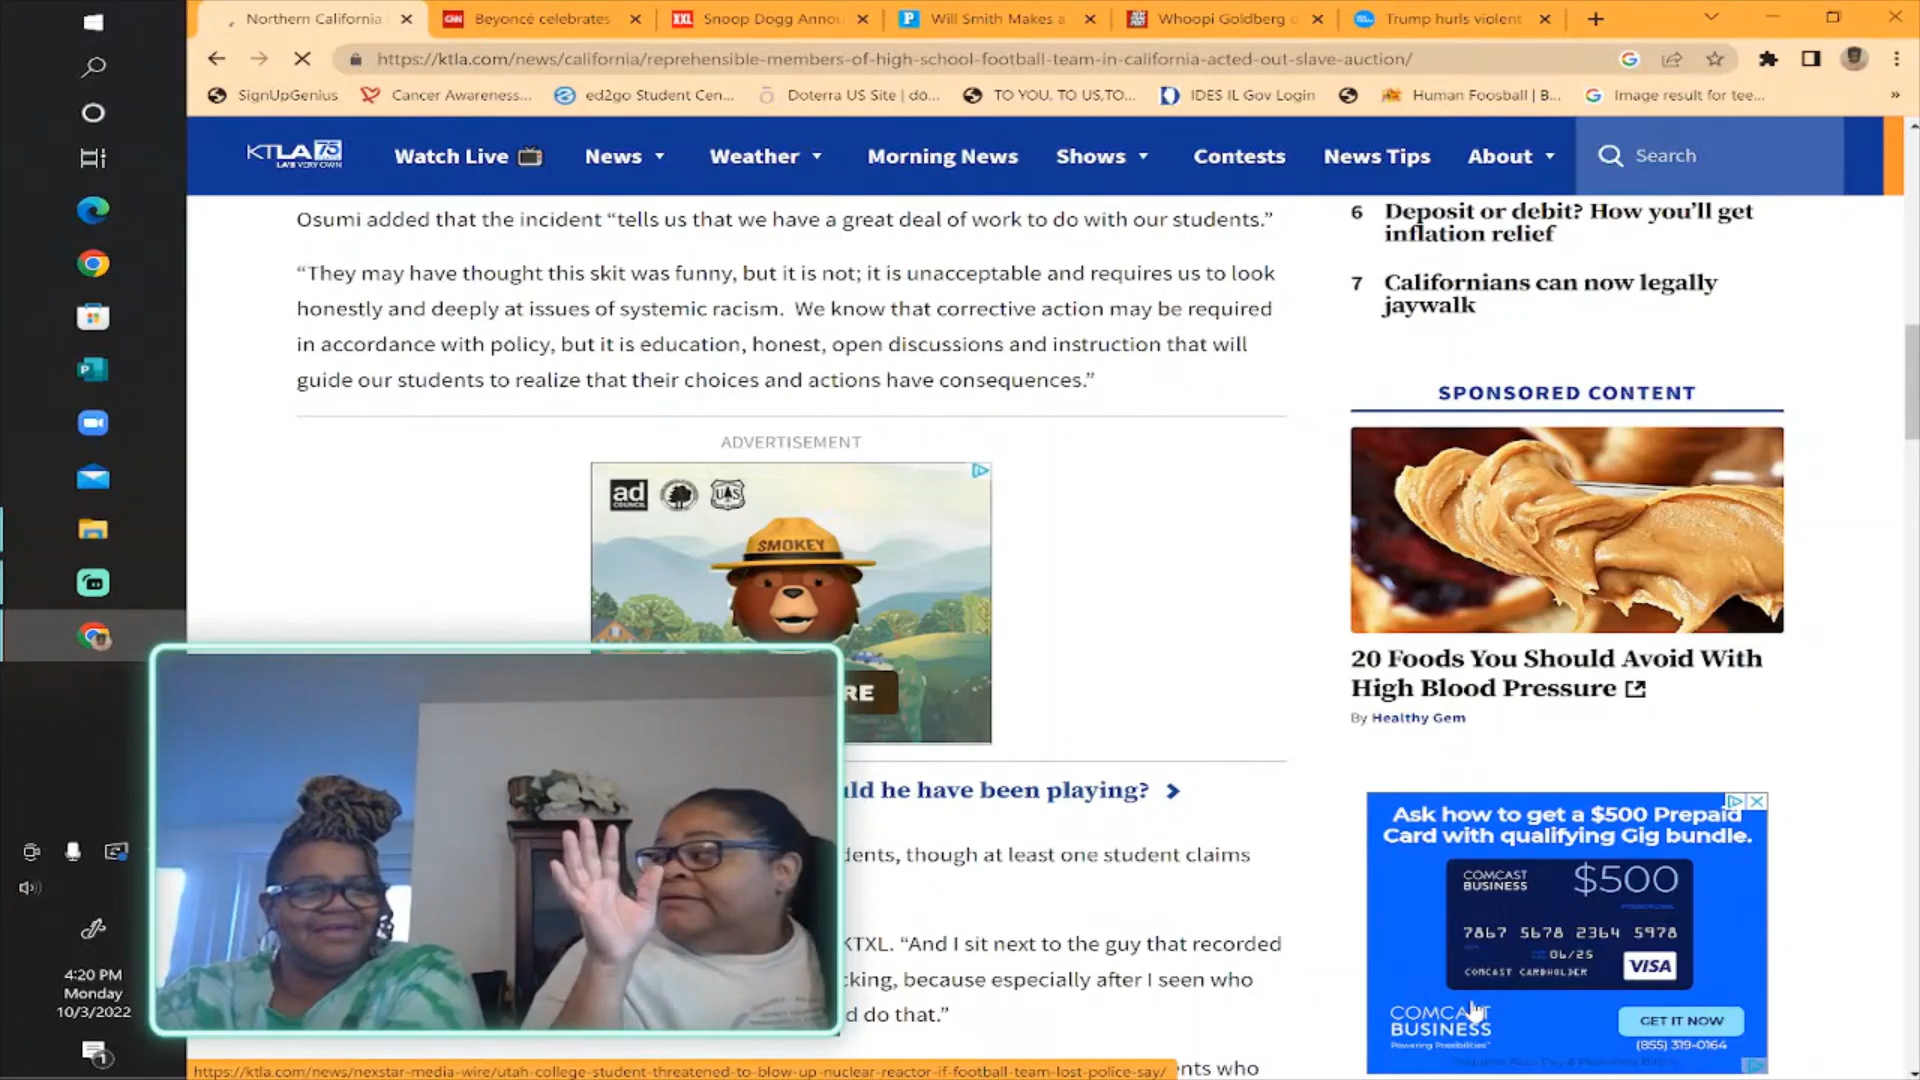 Northern California
Beyoncé celebrates
Snoop Dogg Annou
Will Smith Makes a
Whoopi Goldberg
Trump hurls violent
https://ktla.com/news/california/reprehensible-members-of-high-school-football-team-in-california-acted-out-slave-auction/
SignUpGenius
Cancer Awareness...
ed2go Student Cen...
Doterra US Site | dō...
TO YOU, TO US,TO...
IDES IL Gov Login
Human Foosball | B...
Image result for tee...
KTLA 75
LA'S VERY OWN
Watch Live
News
Weather
Morning News
Shows
Contests
News Tips
About
Search
Osumi added that the incident “tells us that we have a great deal of work to do with our students.”
“They may have thought this skit was funny, but it is not; it is unacceptable and requires us to look
honestly and deeply at issues of systemic racism. We know that corrective action may be required
in accordance with policy, but it is education, honest, open discussions and instruction that will
guide our students to realize that their choices and actions have consequences.”
ADVERTISEMENT
ad
COUNCIL
U S
SMOKEY
RE
ld he have been playing?
dents, though at least one student claims
KTXL. “And I sit next to the guy that recorded
cking, because especially after I seen who
d do that.”
nts who
6 Deposit or debit? How you’ll get
inflation relief
7 Californians can now legally
jaywalk
SPONSORED CONTENT
20 Foods You Should Avoid With
High Blood Pressure
By Healthy Gem
Ask how to get a $500 Prepaid
Card with qualifying Gig bundle.
COMCAST
BUSINESS
$500
7867 5678 2364 5978
06/25
COMCAST CARDHOLDER
VISA
COMCAST
BUSINESS
Powering Possibilities™
GET IT NOW
(855) 319-0164
4:20 PM
Monday
10/3/2022
1
https://ktla.com/news/nexstar-media-wire/utah-college-student-threatened-to-blow-up-nuclear-reactor-if-football-team-lost-police-say/